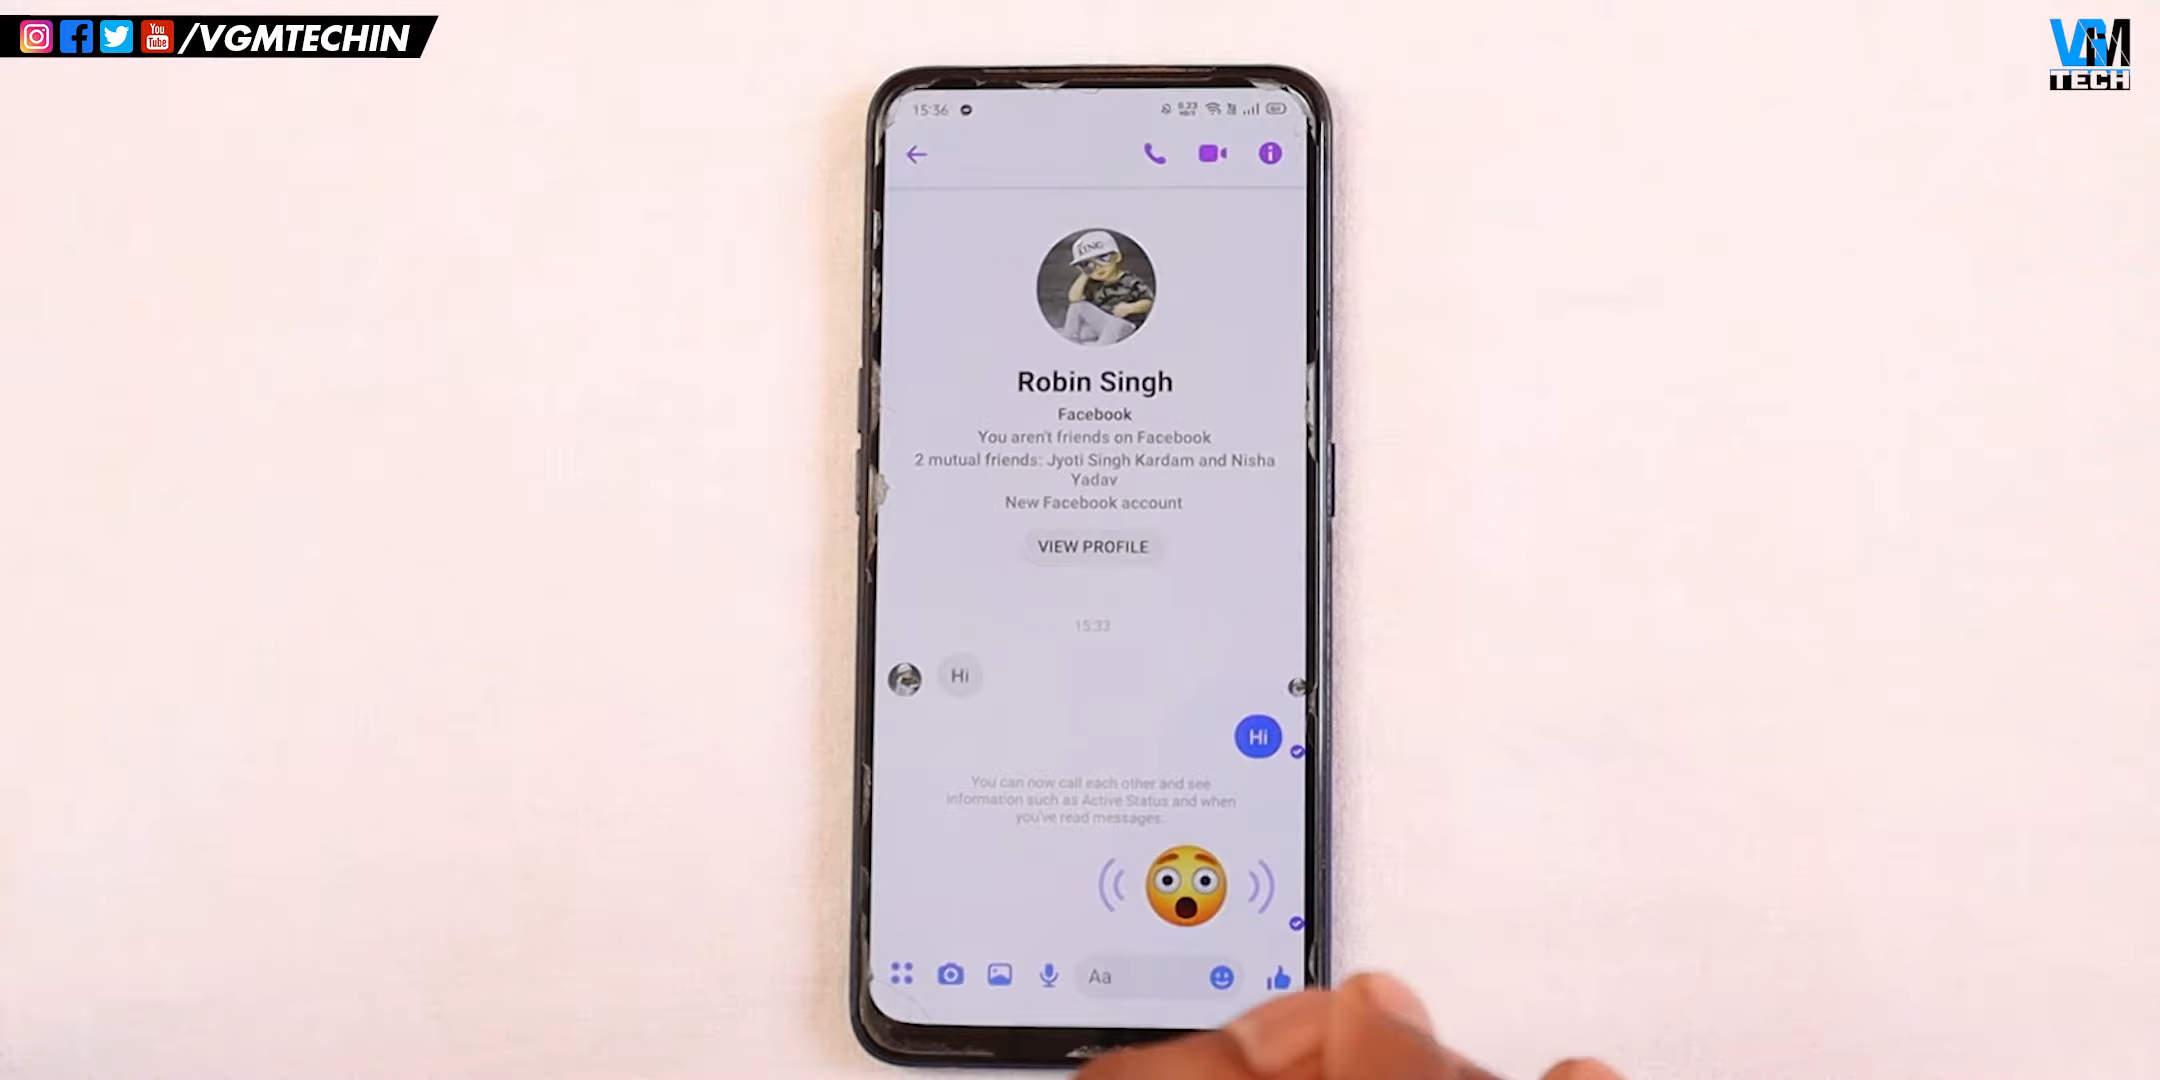 /VGMTECHIN
VGM
TECH
15:36
Robin Singh
Facebook
You aren't friends on Facebook
2 mutual friends: Jyoti Singh Kardam and Nisha
Yadav
New Facebook account
VIEW PROFILE
15:33
Hi
Hi
You can now call each other and see
information such as Active Status and when
you've read messages.
Aa